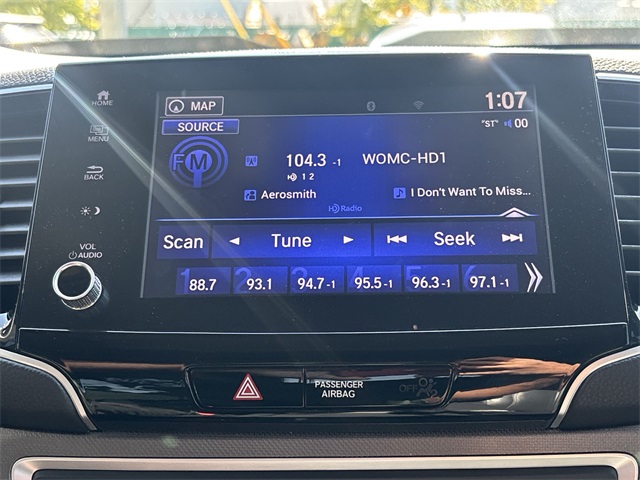 HOME
MAP
1:07
SOURCE
"ST" 00
MENU
FM
104.3 -1 WOMC-HD1
HD 1 2
BACK
Aerosmith
I Don't Want To Miss...
HD Radio
Scan
Tune
Seek
VOL
AUDIO
1 2 3 4 5 6
88.7 93.1 94.7-1 95.5-1 96.3-1 97.1-1
PASSENGER
AIRBAG
OFF